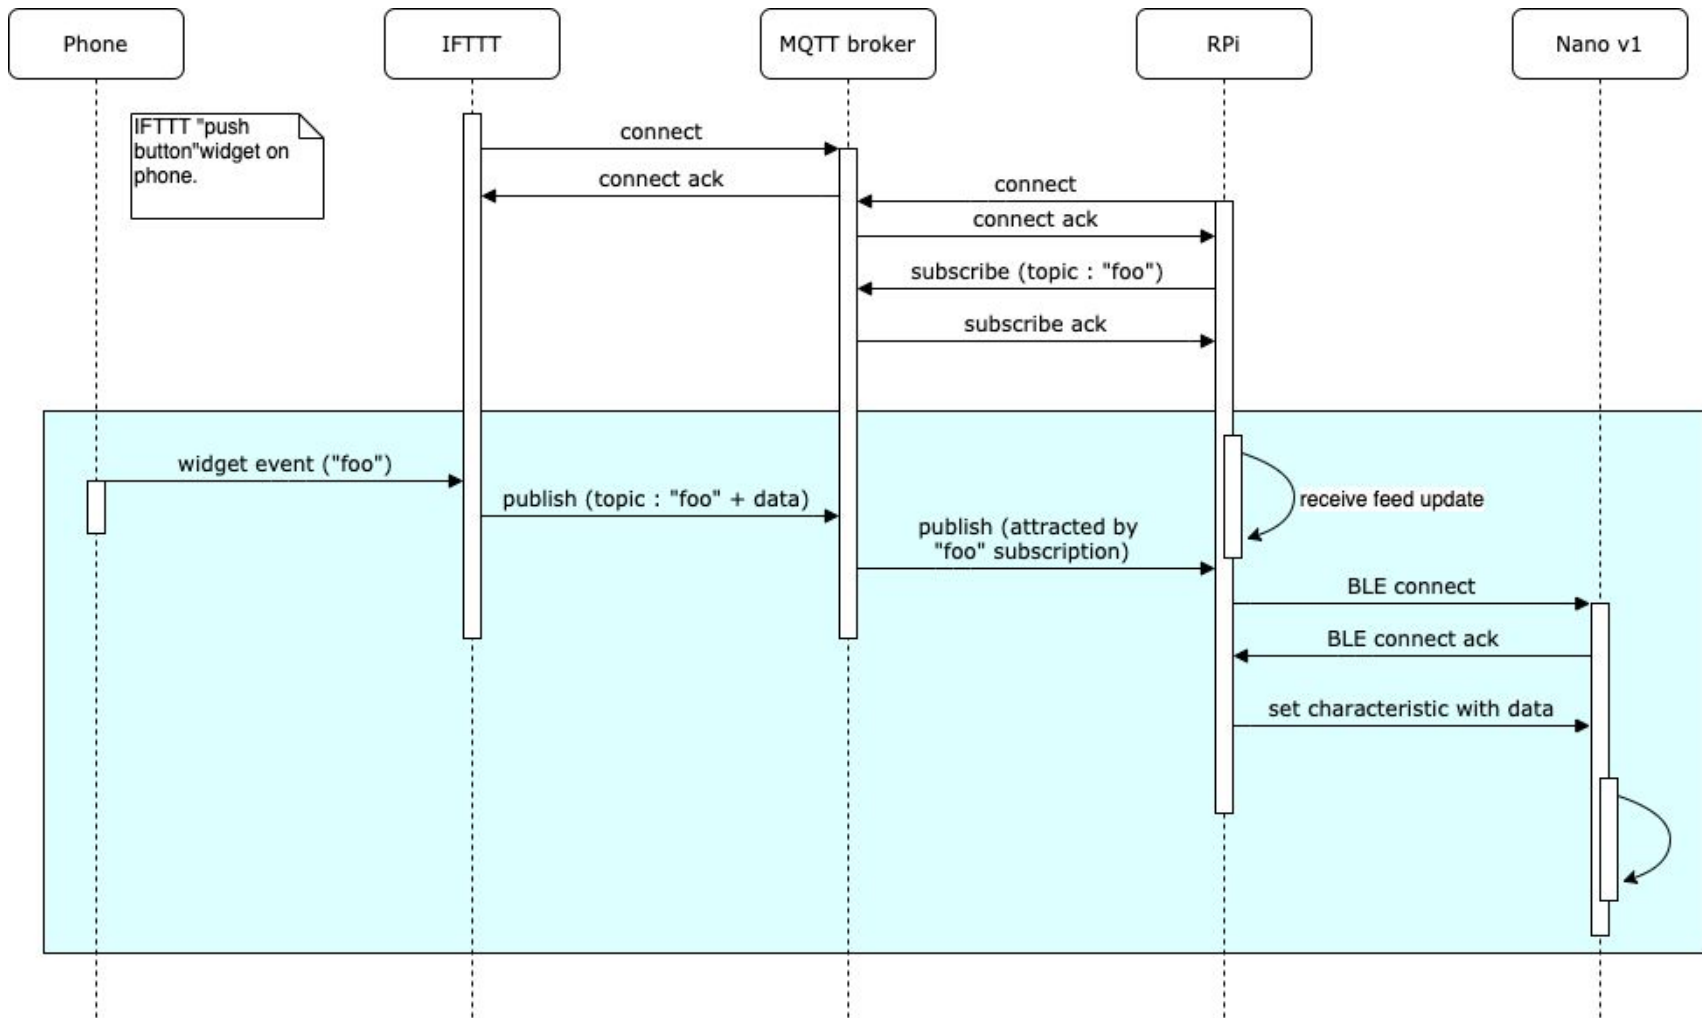 Phone
IFTTT
MQTT broker
RPi
Nano v1
IFTTT "push
button"widget on
phone.
connect
connect ack
connect
connect ack
subscribe (topic : "foo")
subscribe ack
widget event ("foo")
publish (topic : "foo" + data)
receive feed update
publish (attracted by
"foo" subscription)
BLE connect
BLE connect ack
set characteristic with data